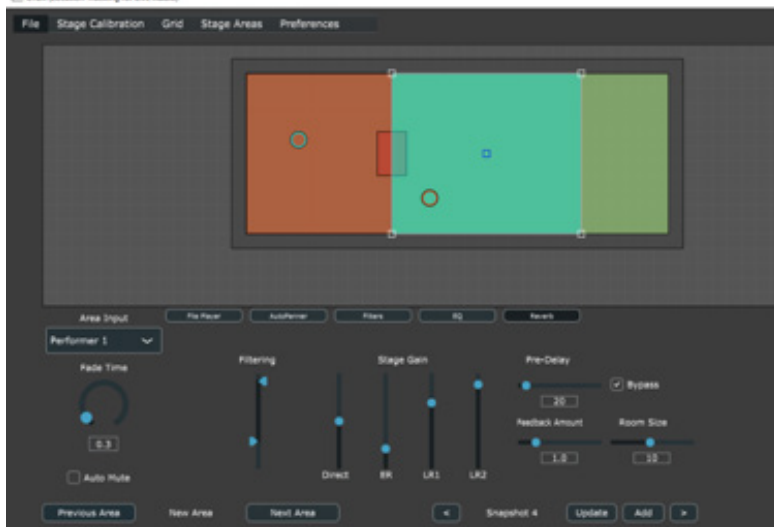 File Stage Calibration Grid Stage Areas Preferences
Area Input
File Player AutoPanner Filters EQ Reverb
Performer 1
Fade Time
Filtering
Stage Gain
Pre-Delay
Bypass
20
Feedback Amount Room Size
0.3
1.0 10
Auto Mute
Direct ER LR1 LR2
Previous Area New Area Next Area < Snapshot 4 Update Add >